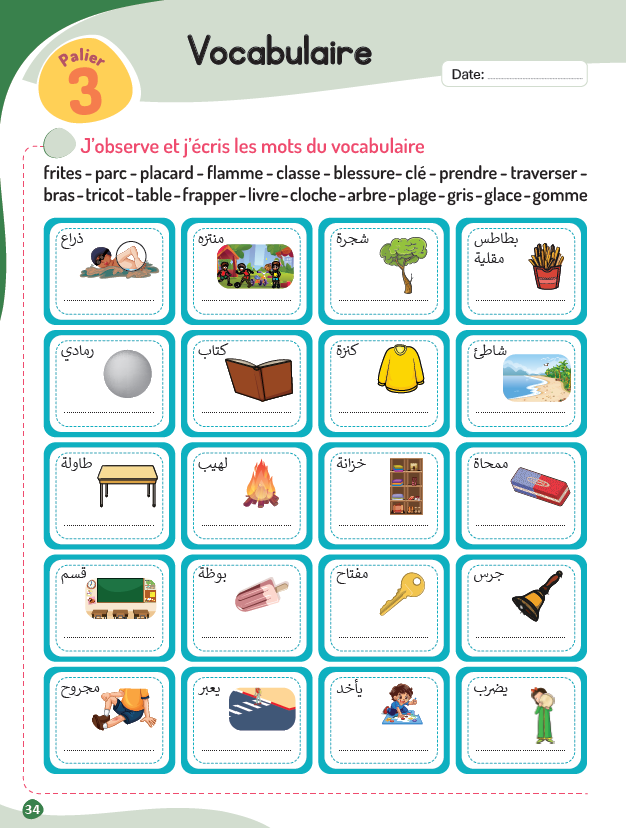 Vocabulaire
Palier
3
Date:
J'observe et j'écris les mots du vocabulaire
frites - parc - placard - flamme - classe - blessure- clé - prendre - traverser -
bras - tricot - table - frapper - livre - cloche - arbre - plage - gris - glace - gomme
ذراع
منتزه
شجرة
بطاطس
مقلية
رمادي
كتاب
كنزة
شاطئ
طاولة
لهيب
خزانة
ممحاة
قسم
بوظة
مفتاح
جرس
مجروح
يعبر
يأخد
يضرب
34